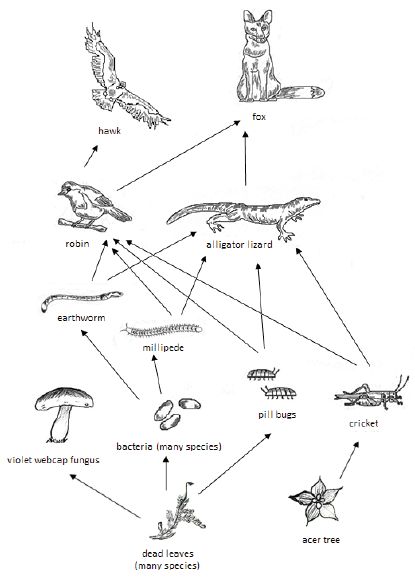 hawk
fox
robin
alligator lizard
earthworm
millipede
pill bugs
cricket
bacteria (many species)
violet webcap fungus
acer tree
dead leaves
(many species)